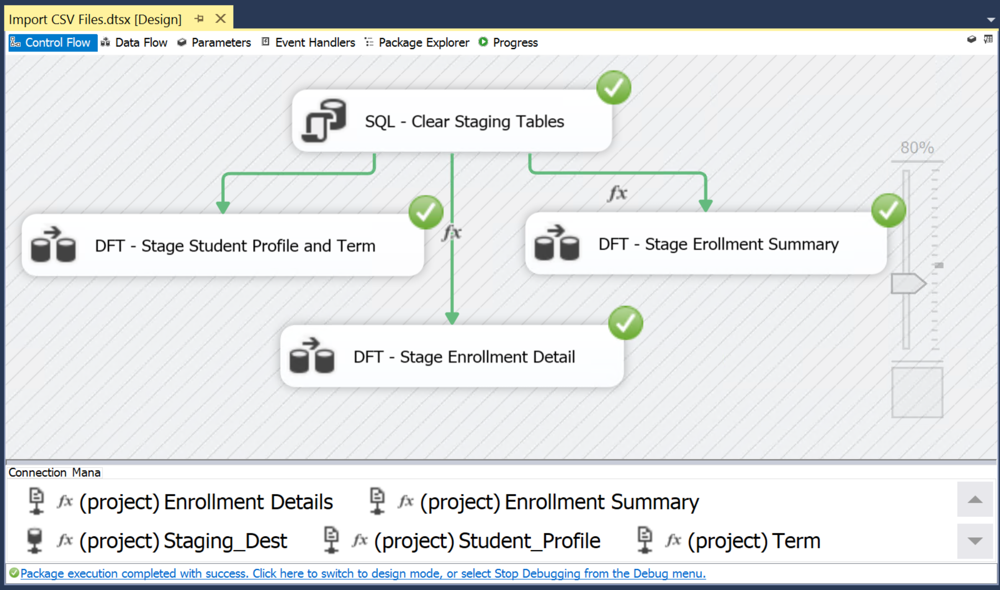 Import CSV Files.dtsx [Design]
Control Flow Data Flow Parameters Event Handlers Package Explorer Progress
SQL - Clear Staging Tables
80%
fx
DFT - Stage Student Profile and Term
fx
DFT - Stage Erollment Summary
DFT - Stage Enrollment Detail
Connection Mana
fx (project) Enrollment Details fx (project) Enrollment Summary
fx (project) Staging_Dest fx (project) Student_Profile fx (project) Term
Package execution completed with success. Click here to switch to design mode, or select Stop Debugging from the Debug menu.